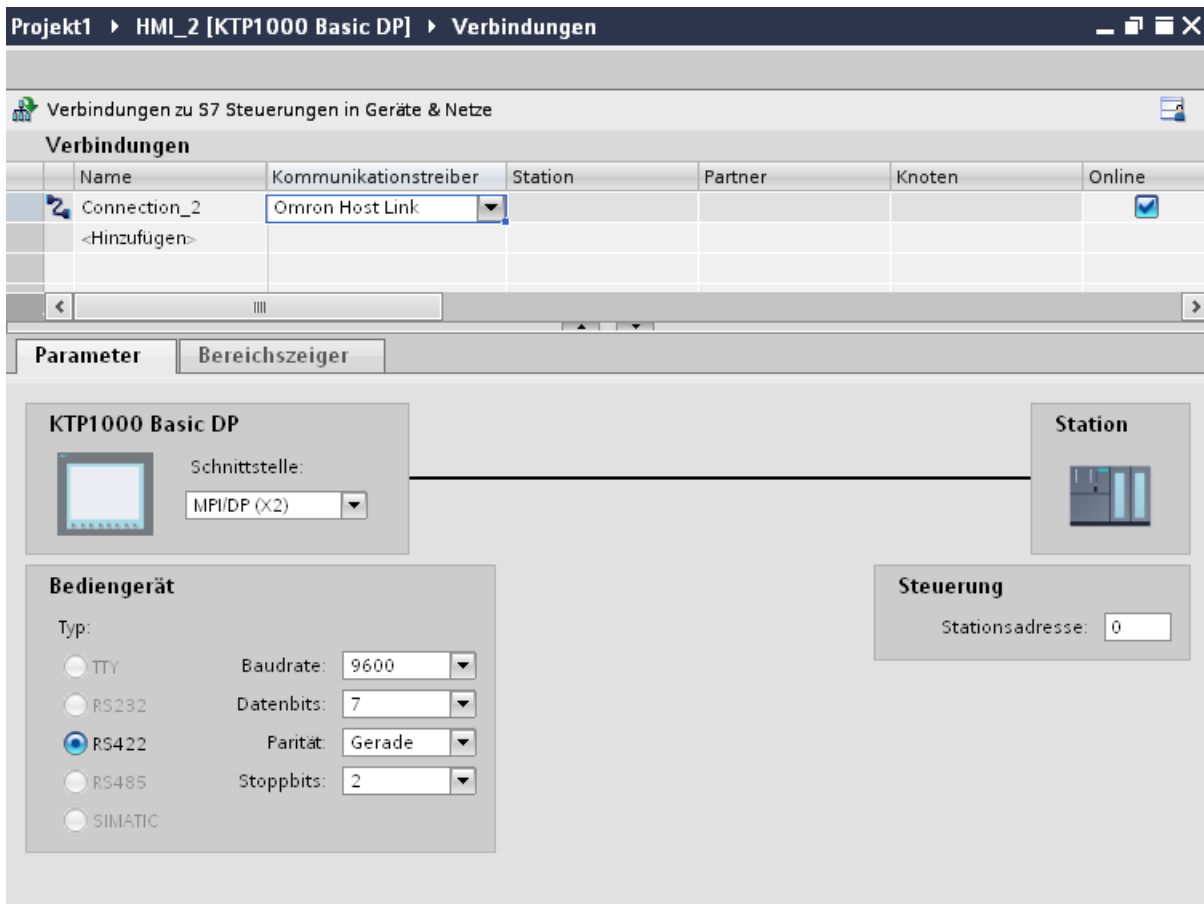 Projekt1 ▸ HMI_2 [KTP1000 Basic DP] ▸ Verbindungen
Verbindungen zu S7 Steuerungen in Geräte & Netze
Verbindungen
Name Kommunikationstreiber Station Partner Knoten Online
Connection_2 Omron Host Link
<Hinzufügen>
Parameter Bereichszeiger
KTP1000 Basic DP
Schnittstelle:
MPI/DP (X2)
Station
Bediengerät
Typ:
TTY Baudrate: 9600
RS232 Datenbits: 7
RS422 Parität: Gerade
RS485 Stoppbits: 2
SIMATIC
Steuerung
Stationsadresse: 0